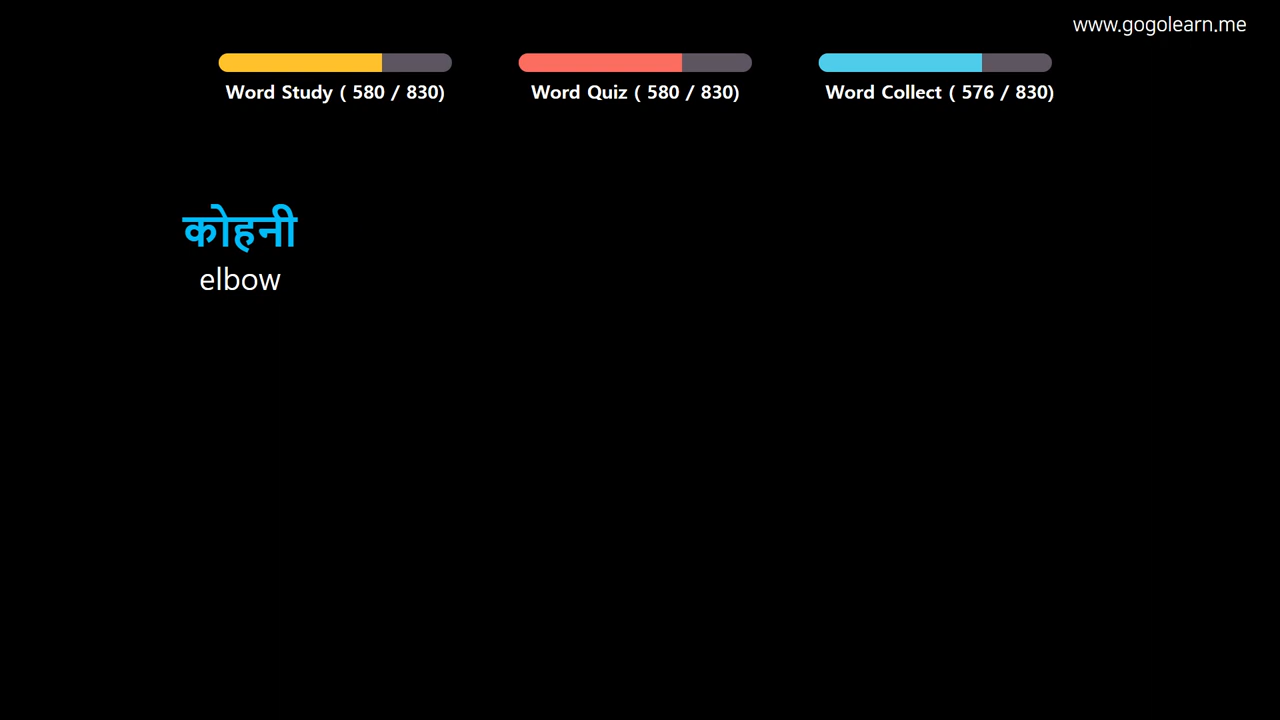 www.gogolearn.me
Word Study ( 580 / 830)
Word Quiz ( 580 / 830)
Word Collect ( 576 / 830)
कोहनी
elbow